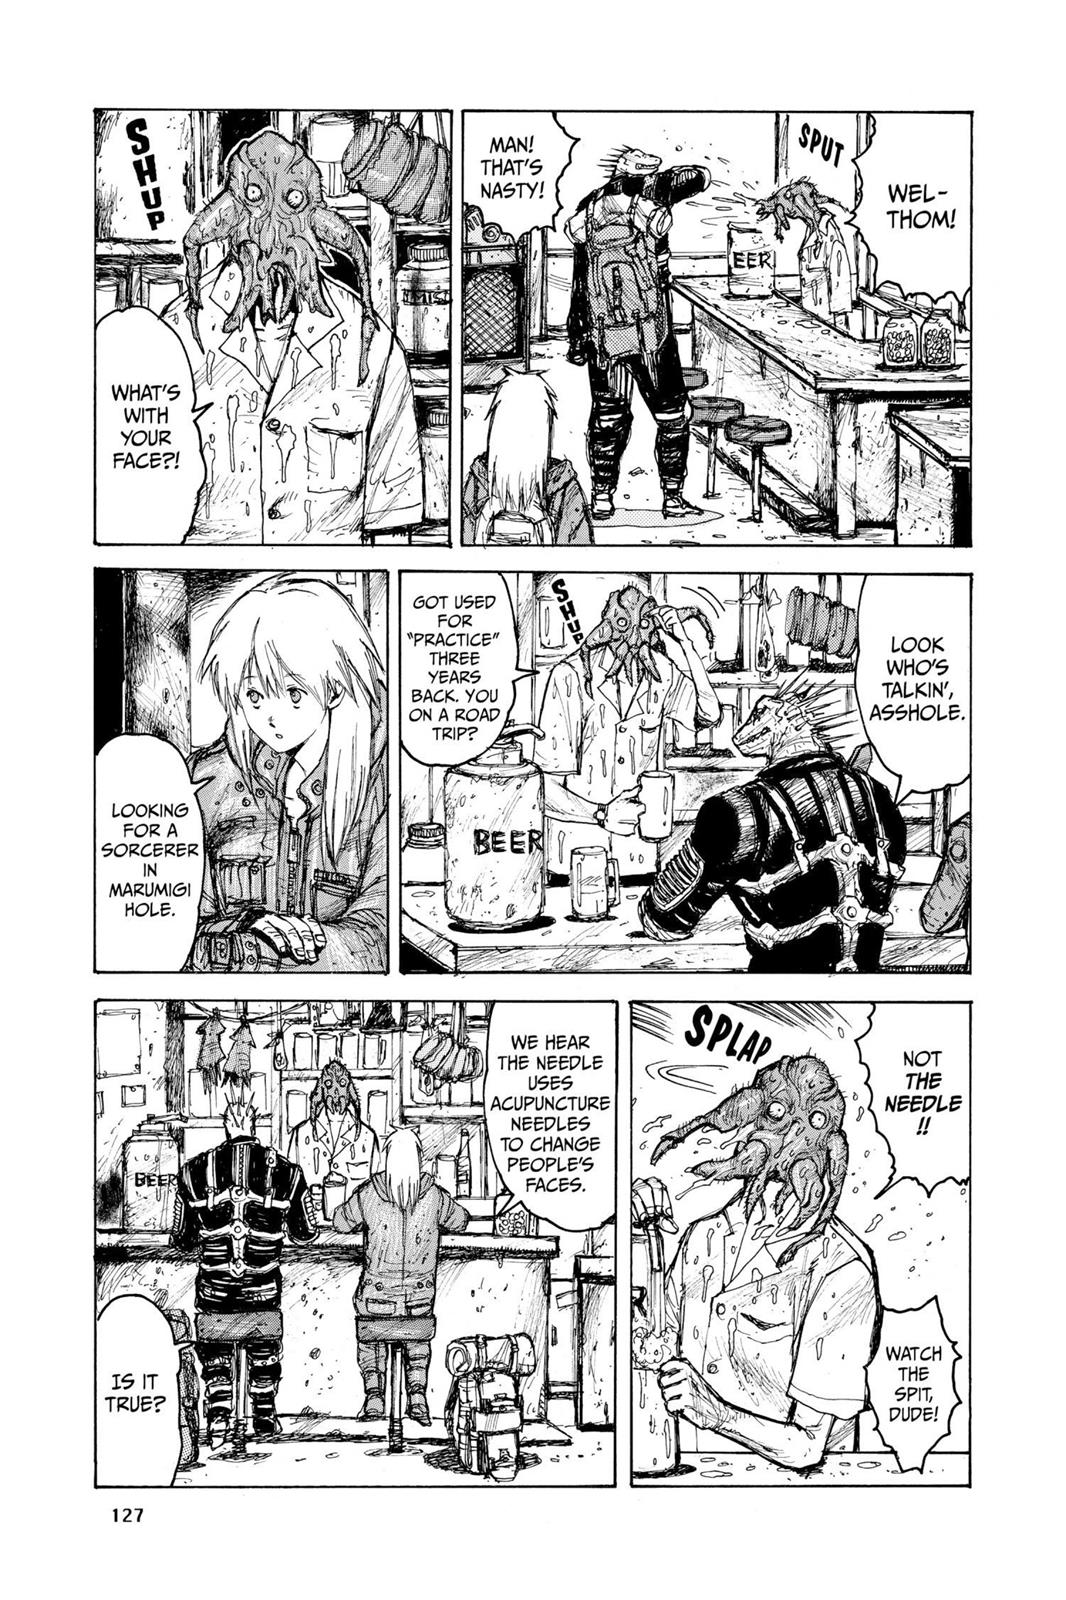 WEL-
THOM!
SPUT
MAN!
THAT'S
NASTY!
EER
SHUP
WHAT'S
WITH
YOUR
FACE?!
LOOK
WHO'S
TALKIN',
ASSHOLE.
SHUP
GOT USED
FOR
"PRACTICE"
THREE
YEARS
BACK. YOU
ON A ROAD
TRIP?
BEER
LOOKING
FOR A
SORCERER
IN
MARUMIGI
HOLE.
SPLAP
NOT
THE
NEEDLE
!!
WATCH
THE
SPIT,
DUDE!
WE HEAR
THE NEEDLE
USES
ACUPUNCTURE
NEEDLES
TO CHANGE
PEOPLE'S
FACES.
BEER
IS IT
TRUE?
127